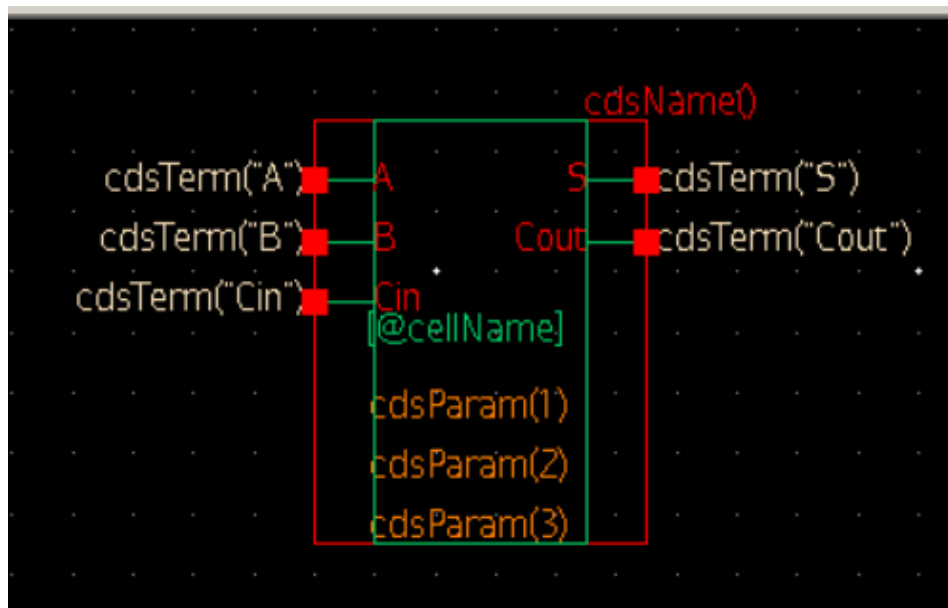 cdsName()
cdsTerm("A") A S cdsTerm("S")
cdsTerm("B") B Cout cdsTerm("Cout")
cdsTerm("Cin") Cin
[@cellName]
cdsParam(1)
cdsParam(2)
cdsParam(3)